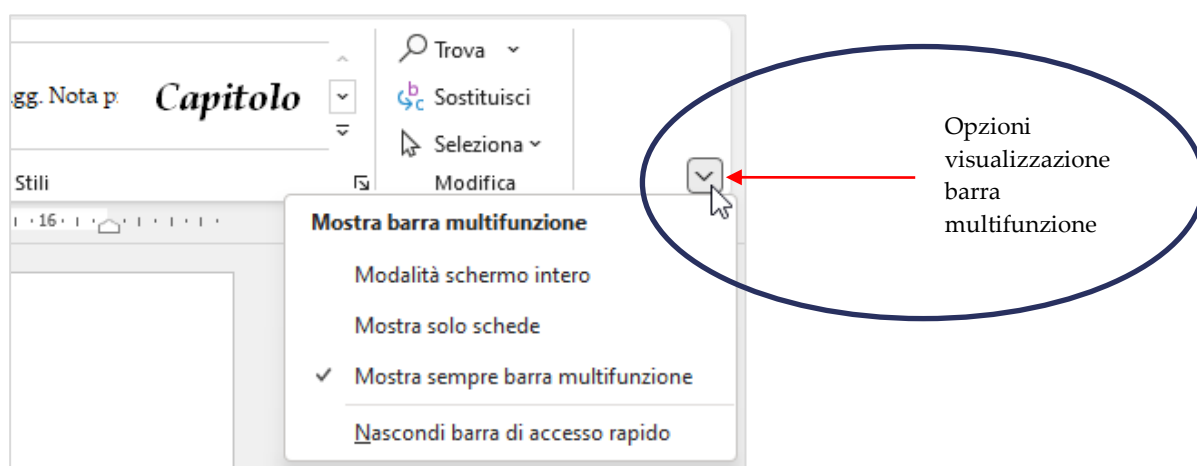 Trova
.gg. Nota p:
Capitolo
Sostituisci
Seleziona
Stili
Modifica
16
Mostra barra multifunzione
Modalità schermo intero
Mostra solo schede
Mostra sempre barra multifunzione
Nascondi barra di accesso rapido
Opzioni
visualizzazione
barra
multifunzione